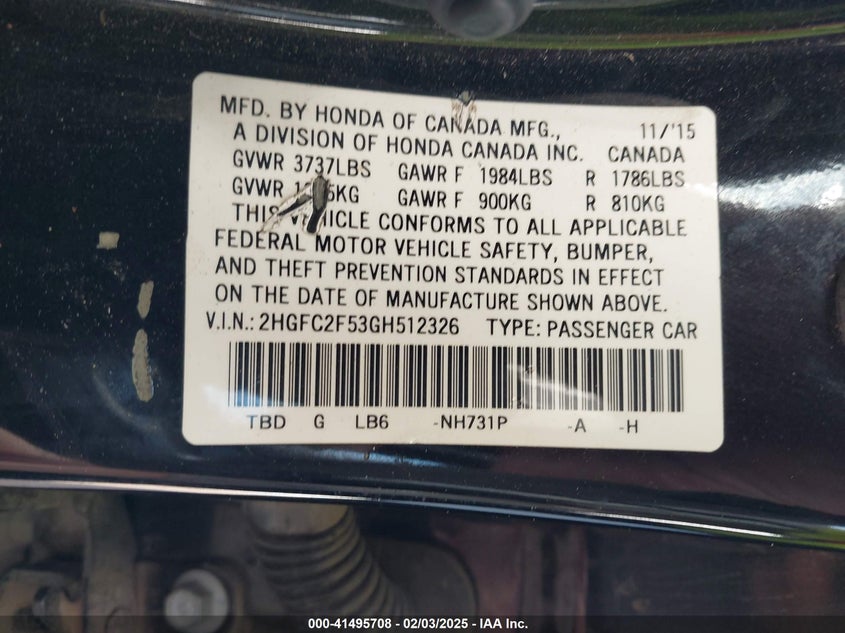 MFD. BY HONDA OF CANADA MFG., 11/'15
A DIVISION OF HONDA CANADA INC. CANADA
GVWR 3737LBS GAWR F 1984LBS R 1786LBS
GVWR KG GAWR F 900KG R 810KG
THIS VEHICLE CONFORMS TO ALL APPLICABLE
FEDERAL MOTOR VEHICLE SAFETY, BUMPER,
AND THEFT PREVENTION STANDARDS IN EFFECT
ON THE DATE OF MANUFACTURE SHOWN ABOVE.
V.I.N.: 2HGFC2F53GH512326 TYPE: PASSENGER CAR
TBD G LB6 -NH731P -A -H
000-41495708 - 02/03/2025 - IAA Inc.